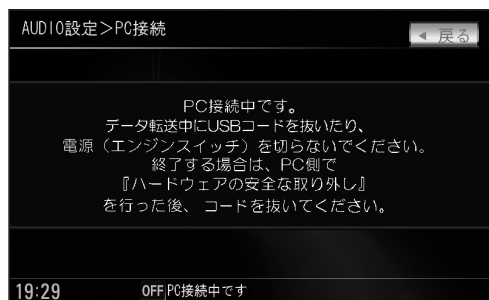 AUDIO設定>PC接続
◀ 戻る
PC接続中です。
データ転送中にUSBコードを抜いたり、
電源（エンジンスイッチ）を切らないでください。
終了する場合は、PC側で
『ハードウェアの安全な取り外し』
を行った後、コードを抜いてください。
19:29 OFF PC接続中です